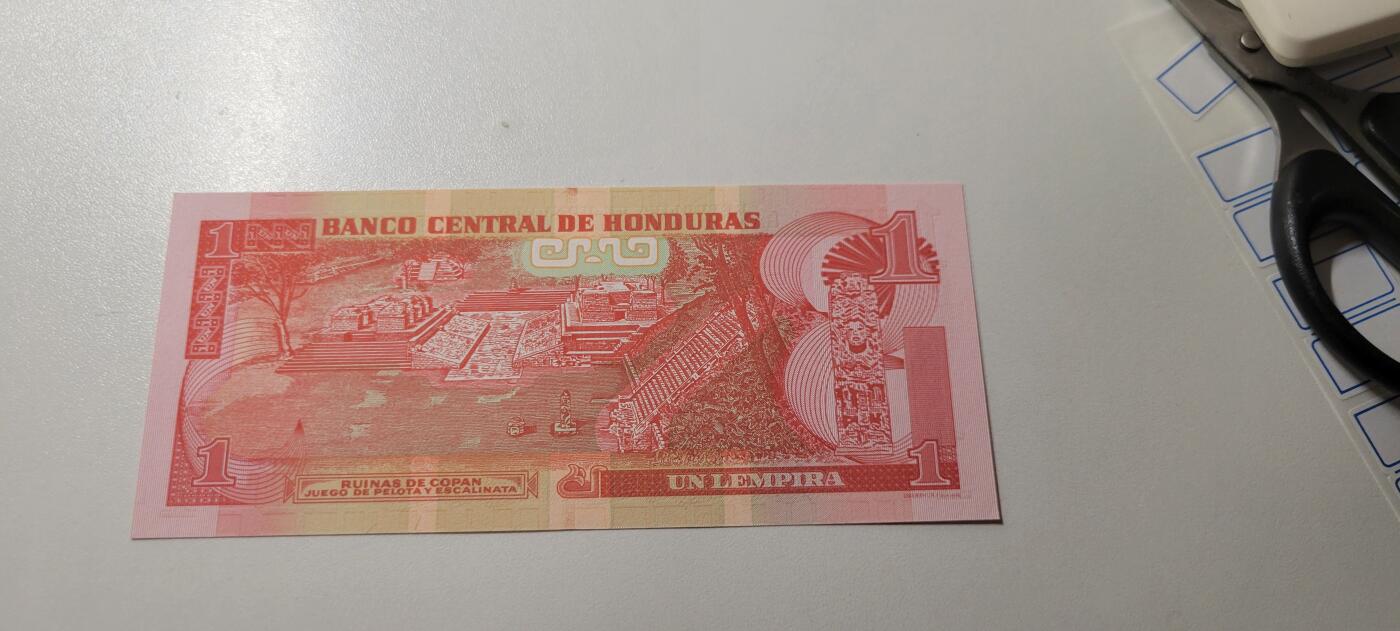 1
BANCO CENTRAL DE HONDURAS
1
1
RUINAS DE COPAN
JUEGO DE PELOTA Y ESCALINATA
UN LEMPIRA
1